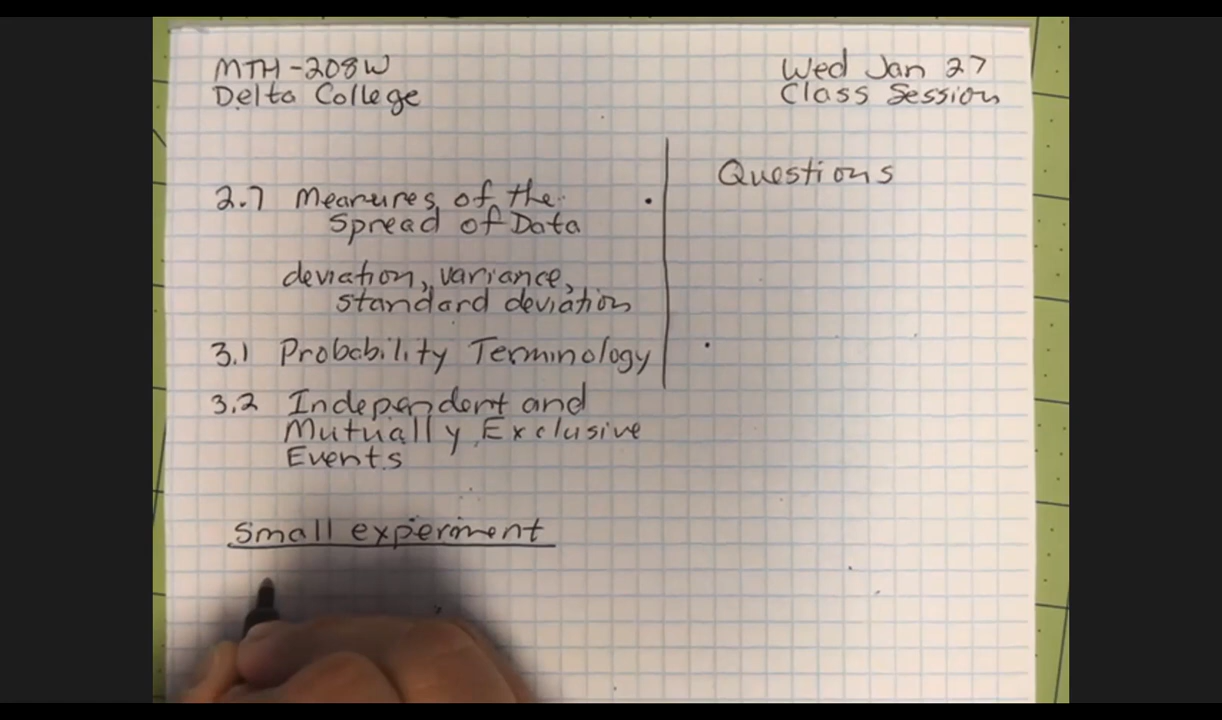 MTH-208W
Delta College
Wed Jan 27
Class Session
2.7 Measures of the
Spread of Data
deviation, variance,
standard deviation
3.1 Probability Terminology
3.2 Independent and
Mutually Exclusive
Events
Questions
Small experiment